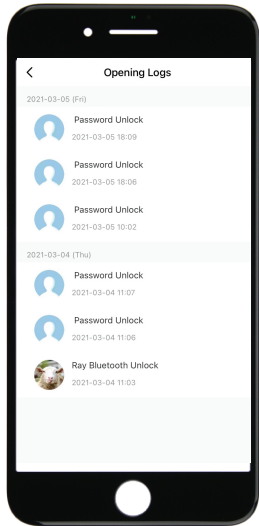 Opening Logs
2021-03-05 (Fri)
Password Unlock
2021-03-05 18:09
Password Unlock
2021-03-05 18:06
Password Unlock
2021-03-05 10:02
2021-03-04 (Thu)
Password Unlock
2021-03-04 11:07
Password Unlock
2021-03-04 11:06
Ray Bluetooth Unlock
2021-03-04 11:03